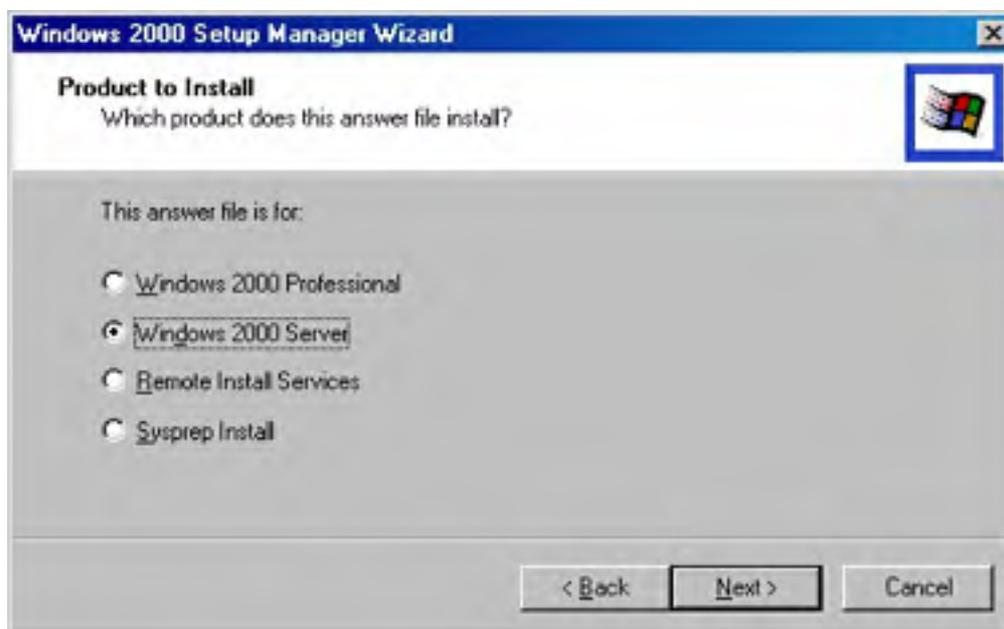 Windows 2000 Setup Manager Wizard
Product to Install
Which product does this answer file install?
This answer file is for:
Windows 2000 Professional
Windows 2000 Server
Remote Install Services
Sysprep Install
< Back Next > Cancel